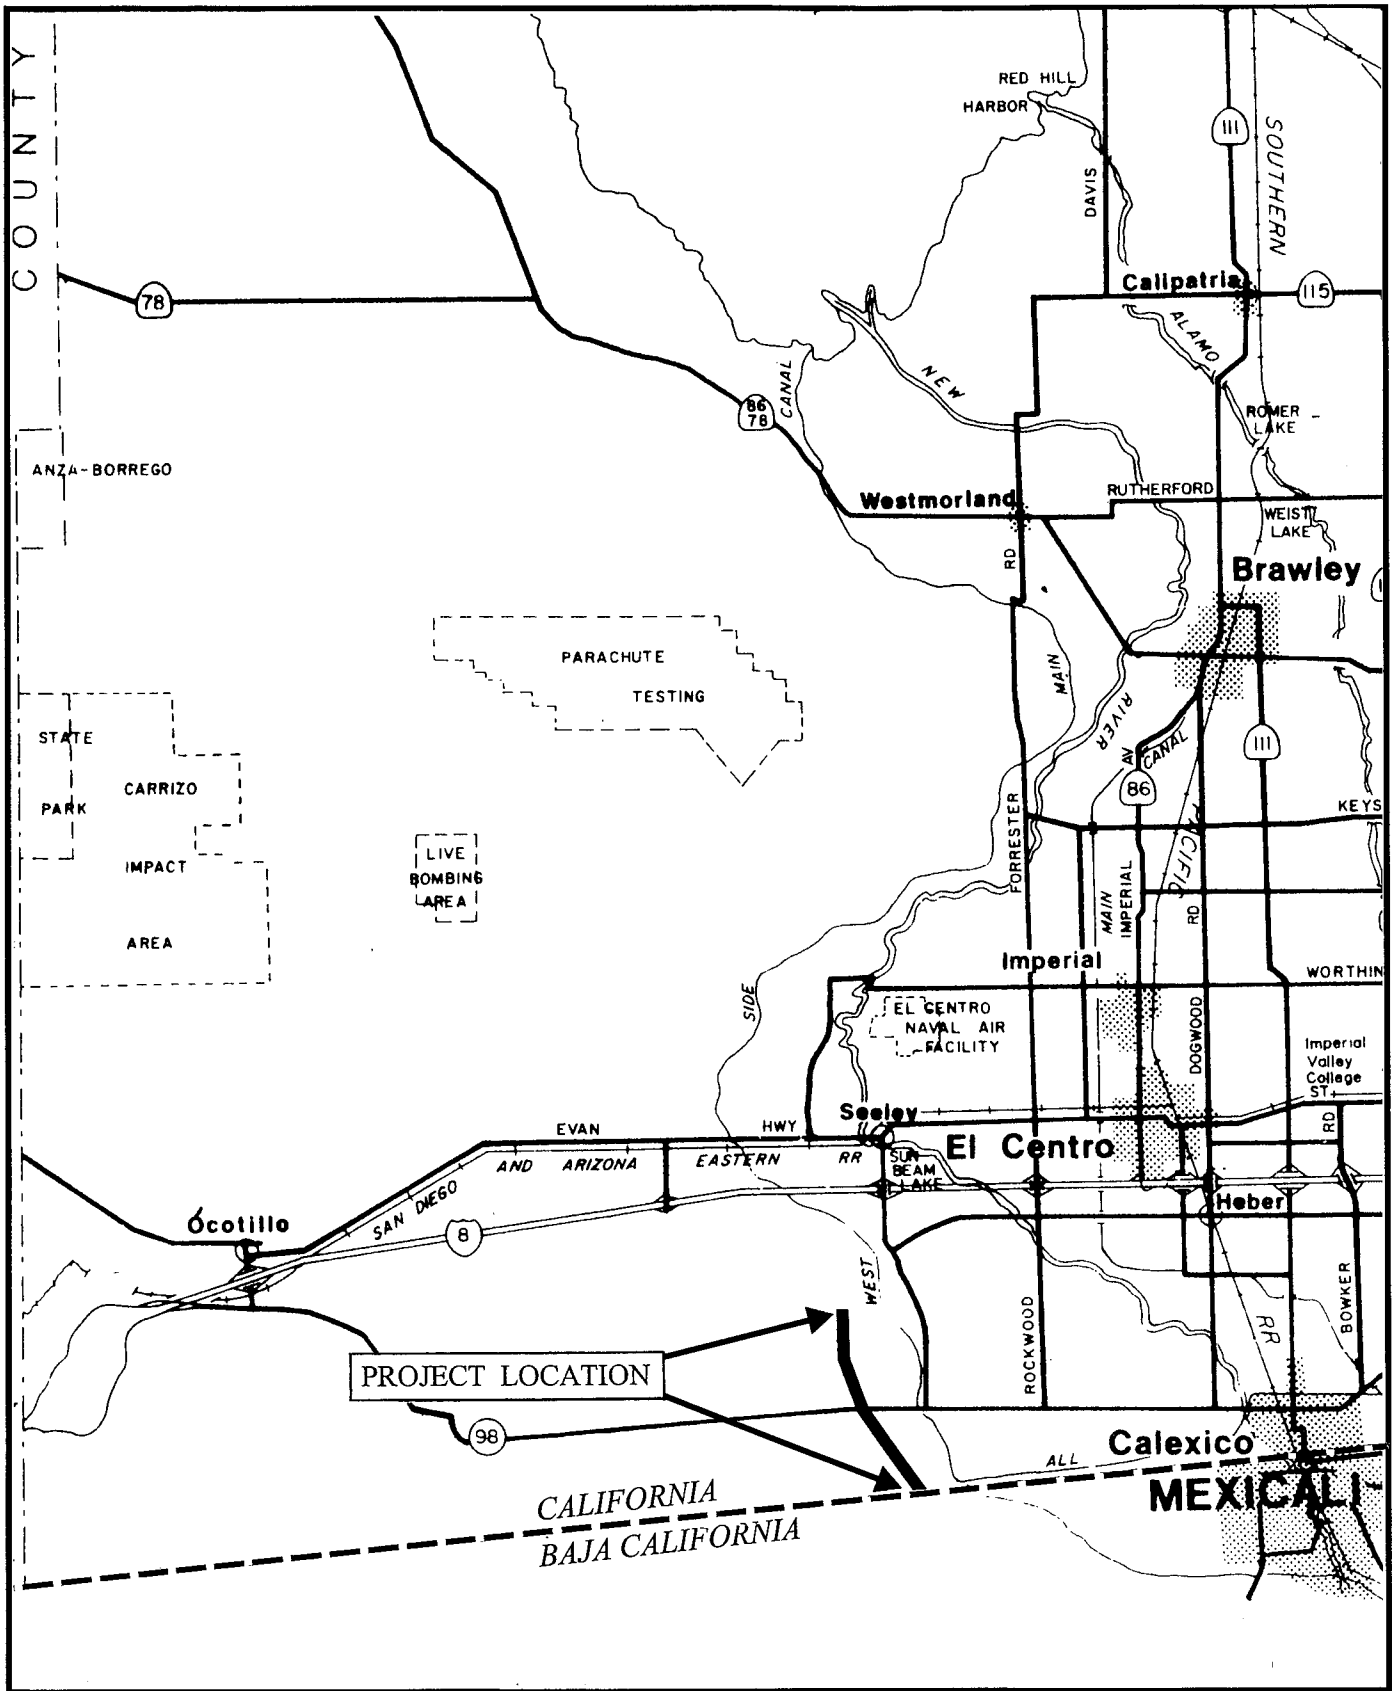 COUNTY
RED HILL
HARBOR
111
SOUTHERN
DAVIS
78
Calipatria
115
ALAMO
CANAL
NEW
86
78
ROMER
LAKE
ANZA-BORREGO
Westmorland
RUTHERFORD
WEIST
LAKE
RD
Brawley
PARACHUTE
TESTING
MAIN
RIVER
STATE
PARK
CARRIZO
IMPACT
AREA
AV
CANAL
111
86
KEYS
LIVE
BOMBING
AREA
FORRESTER
PACIFIC
MAIN
IMPERIAL
RD
Imperial
WORTHIN
SIDE
EL CENTRO
NAVAL AIR
FACILITY
DOGWOOD
Imperial
Valley
College
ST
RD
Seeley
EVAN
HWY
El Centro
AND ARIZONA EASTERN RR
SUN
BEAM
LAKE
SAN DIEGO
Heber
Ocotillo
8
WEST
ROCKWOOD
RR
BOWKER
PROJECT LOCATION
98
Calexico
ALL
MEXICALI
CALIFORNIA
BAJA CALIFORNIA